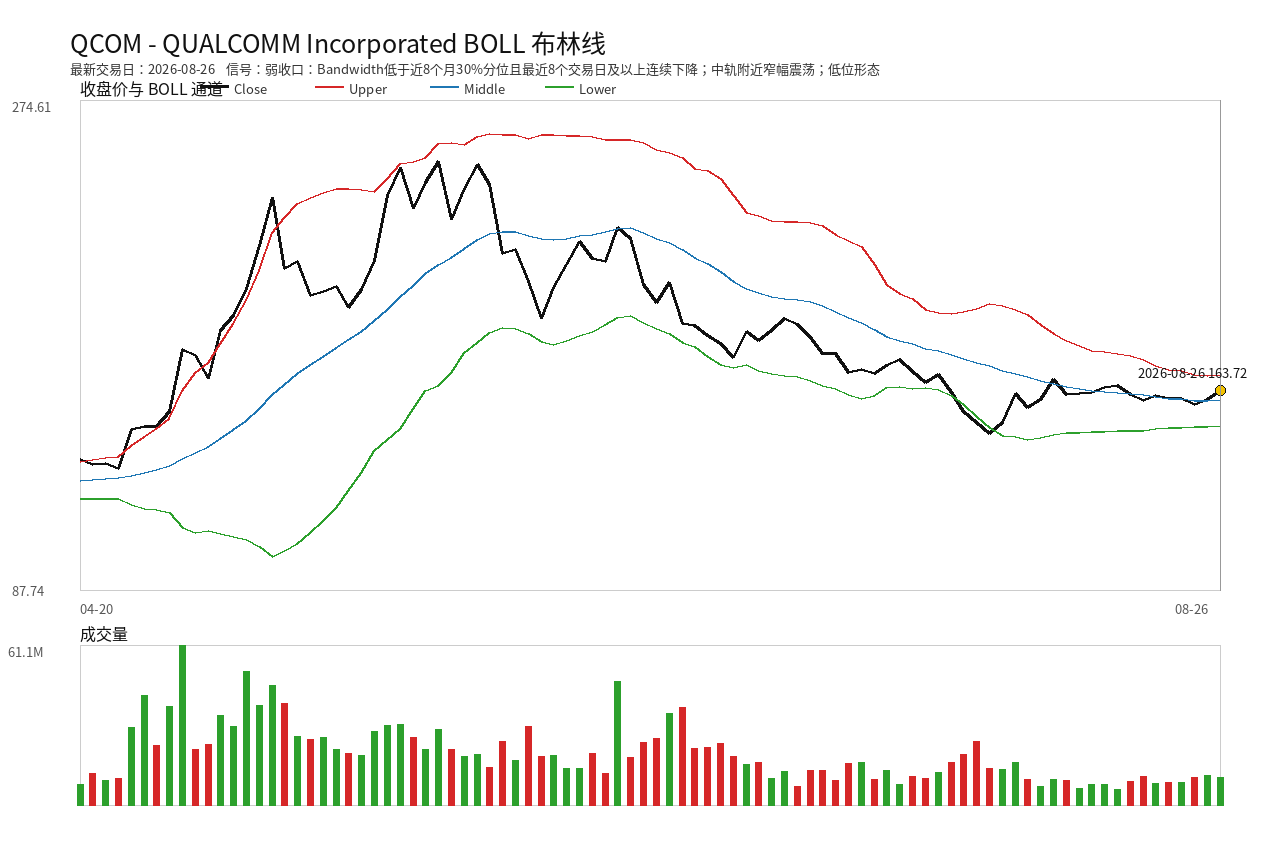 QCOM - QUALCOMM Incorporated BOLL 布林线
最新交易日：2026-08-26 信号：弱收口：Bandwidth低于近8个月30%分位且最近8个交易日及以上连续下降；中轨附近窄幅震荡；低位形态
收盘价与 BOLL 通道 Close Upper Middle Lower
274.61
2026-08-26 163.72
87.74
04-20 08-26
成交量
61.1M